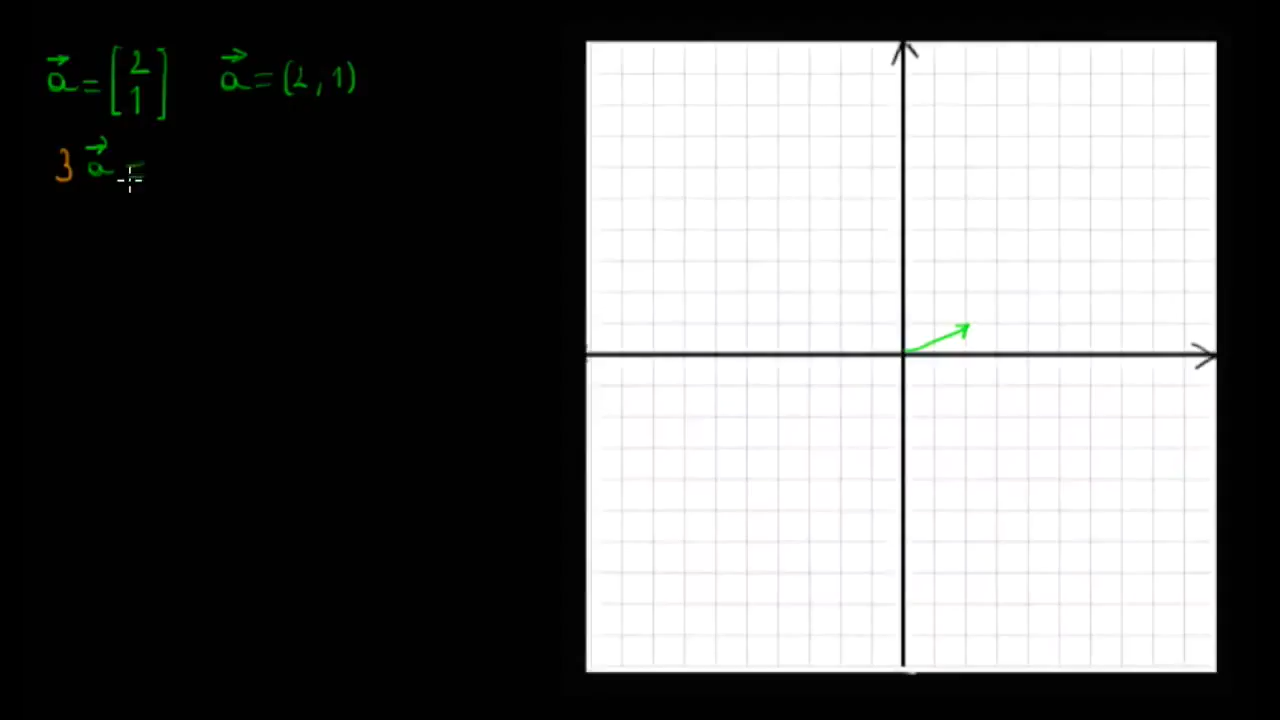 a⃗ = [2 1] a⃗ = (2, 1)
3 a⃗ =